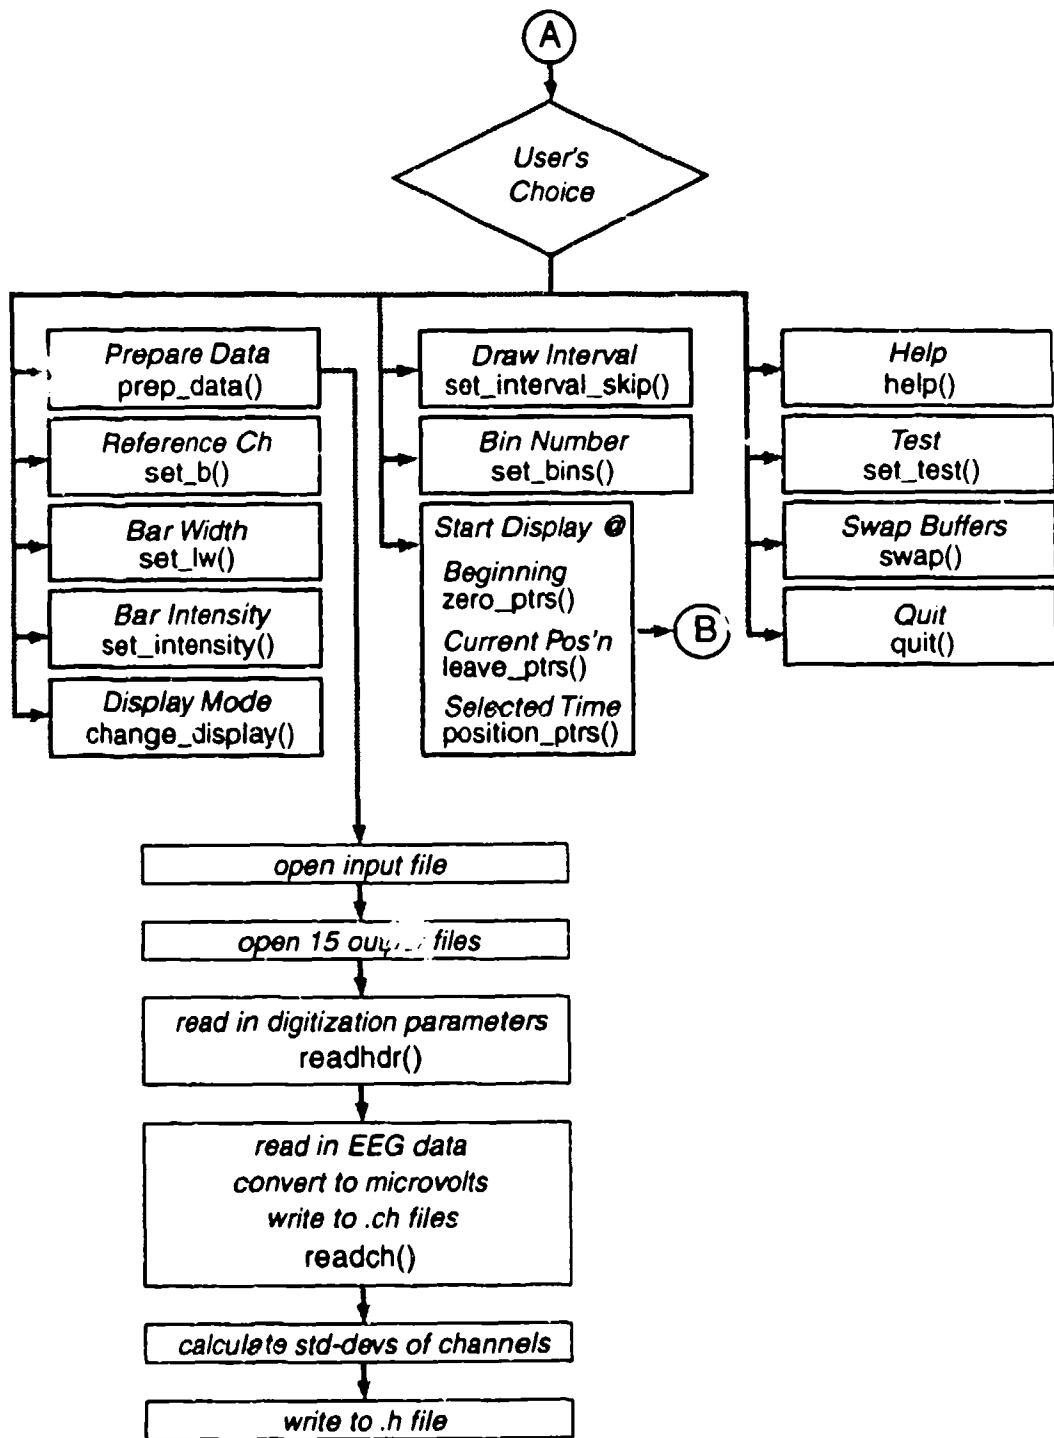 A
User's
Choice
Prepare Data
prep_data()
Reference Ch
set_b()
Bar Width
set_lw()
Bar Intensity
set_intensity()
Display Mode
change_display()
Draw Interval
set_interval_skip()
Bin Number
set_bins()
Start Display @
Beginning
zero_ptrs()
Current Pos'n
leave_ptrs()
Selected Time
position_ptrs()
B
Help
help()
Test
set_test()
Swap Buffers
swap()
Quit
quit()
open input file
open 15 files
read in digitization parameters
readhdr()
read in EEG data
convert to microvolts
write to .ch files
readch()
calculate std-devs of channels
write to .h file